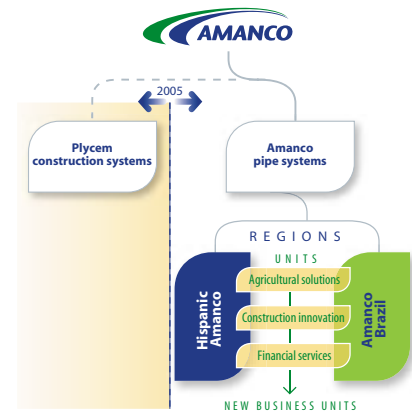 AMANCO
2005
Plycem
construction systems
Amanco
pipe systems
REGIONS
UNITS
Hispanic
Amanco
Agricultural solutions
Construction innovation
Financial services
Amanco
Brazil
NEW BUSINESS UNITS